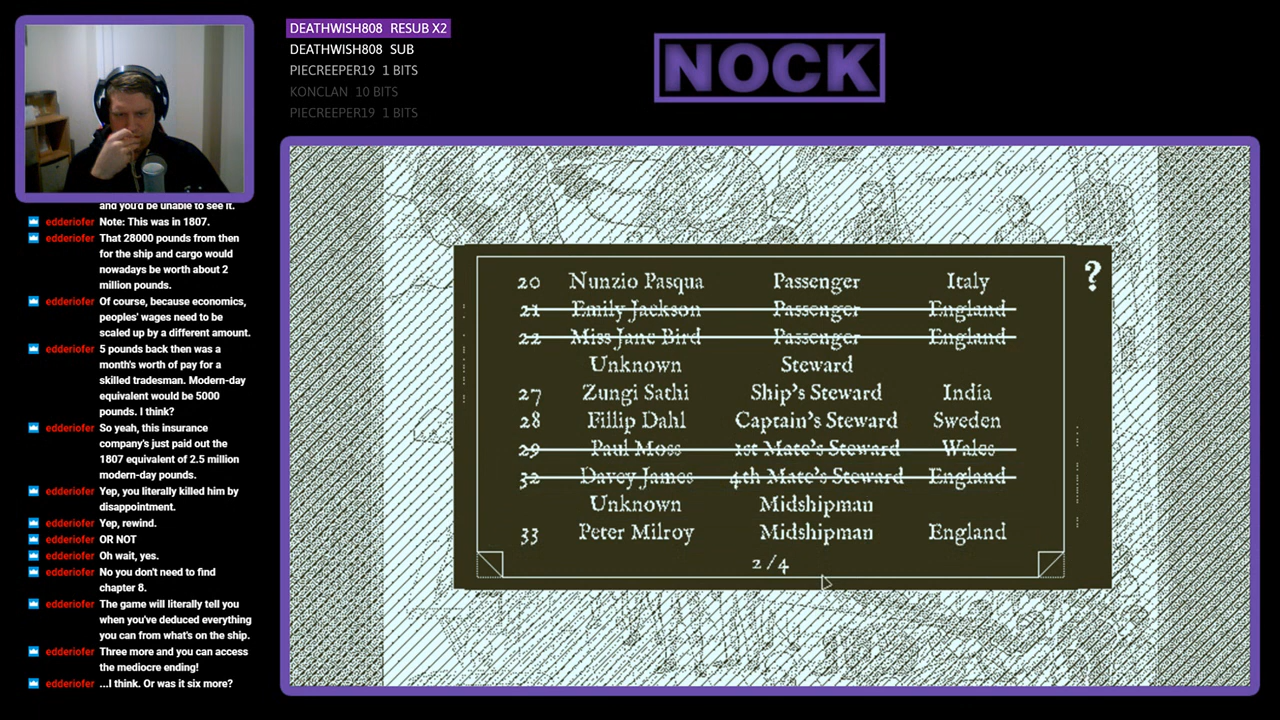 DEATHWISH808 RESUB X2
DEATHWISH808 SUB
PIECREEPER19 1 BITS
KONCLAN 10 BITS
PIECREEPER19 1 BITS
NOCK
and you'd be unable to see it.
edderiofer Note: This was in 1807.
edderiofer That 28000 pounds from then
for the ship and cargo would
nowadays be worth about 2
million pounds.
edderiofer Of course, because economics,
peoples' wages need to be
scaled up by a different amount.
edderiofer 5 pounds back then was a
month's worth of pay for a
skilled tradesman. Modern-day
equivalent would be 5000
pounds. I think?
edderiofer So yeah, this insurance
company's just paid out the
1807 equivalent of 2.5 million
modern-day pounds.
edderiofer Yep, you literally killed him by
disappointment.
edderiofer Yep, rewind.
edderiofer OR NOT
edderiofer Oh wait, yes.
edderiofer No you don't need to find
chapter 8.
edderiofer The game will literally tell you
when you've deduced everything
you can from what's on the ship.
edderiofer Three more and you can access
the mediocre ending!
edderiofer ...I think. Or was it six more?
?
20 Nunzio Pasqua Passenger Italy
21 Emily Jackson Passenger England
22 Miss Jane Bird Passenger England
Unknown Steward
27 Zungi Sathi Ship's Steward India
28 Fillip Dahl Captain's Steward Sweden
29 Paul Moss 1st Mate's Steward Wales
32 Davey James 4th Mate's Steward England
Unknown Midshipman
33 Peter Milroy Midshipman England
2/4